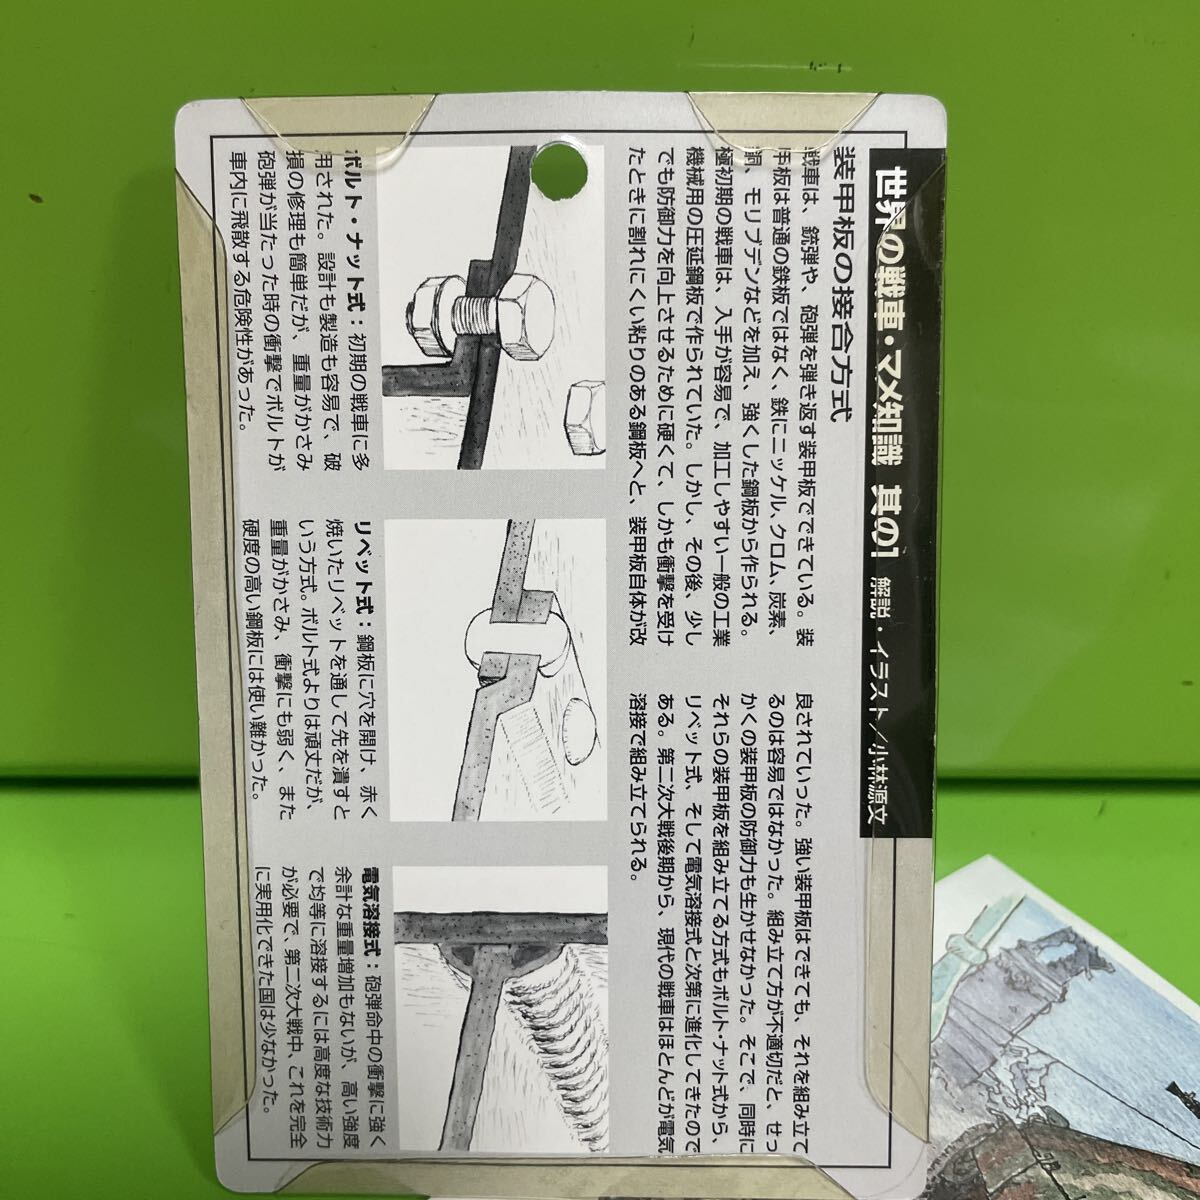 世界の戦車・マメ知識 其の1 解説・イラスト／小林源文
装甲板の接合方式
戦車は、銃弾や、砲弾を弾き返す装甲板でできている。装
甲板は普通の鉄板ではなく、鉄にニッケル、クロム、炭素、
銅、モリブデンなどを加え、強くした鋼板から作られる。
極初期の戦車は、入手が容易で、加工しやすい一般の工業
機械用の圧延鋼板で作られていた。しかし、その後、少し
でも防御力を向上させるために硬くて、しかも衝撃を受け
たときに割れにくい粘りのある鋼板へと、装甲板自体が改
良されていった。強い装甲板はできても、それを組み立て
るのは容易ではなかった。組み立て方が不適切だと、せっ
かくの装甲板の防御力も生かせなかった。そこで、同時に
それらの装甲板を組み立てる方式もボルト・ナット式から、
リベット式、そして電気溶接式と次第に進化してきたので
ある。第二次大戦後期から、現代の戦車はほとんどが電気
溶接で組み立てられる。
ボルト・ナット式：初期の戦車に多
用された。設計も製造も容易で、破
損の修理も簡単だが、重量がかさみ
砲弾が当たった時の衝撃でボルトが
車内に飛散する危険性があった。
リベット式：鋼板に穴を開け、赤く
焼いたリベットを通して先を潰すと
いう方式。ボルト式よりは頑丈だが、
重量がかさみ、衝撃にも弱く、また
硬度の高い鋼板には使い難かった。
電気溶接式：砲弾命中の衝撃に強く
余計な重量増加もないが、高い強度
で均等に溶接するには高度な技術力
が必要で、第二次大戦中、これを完全
に実用化できた国は少なかった。